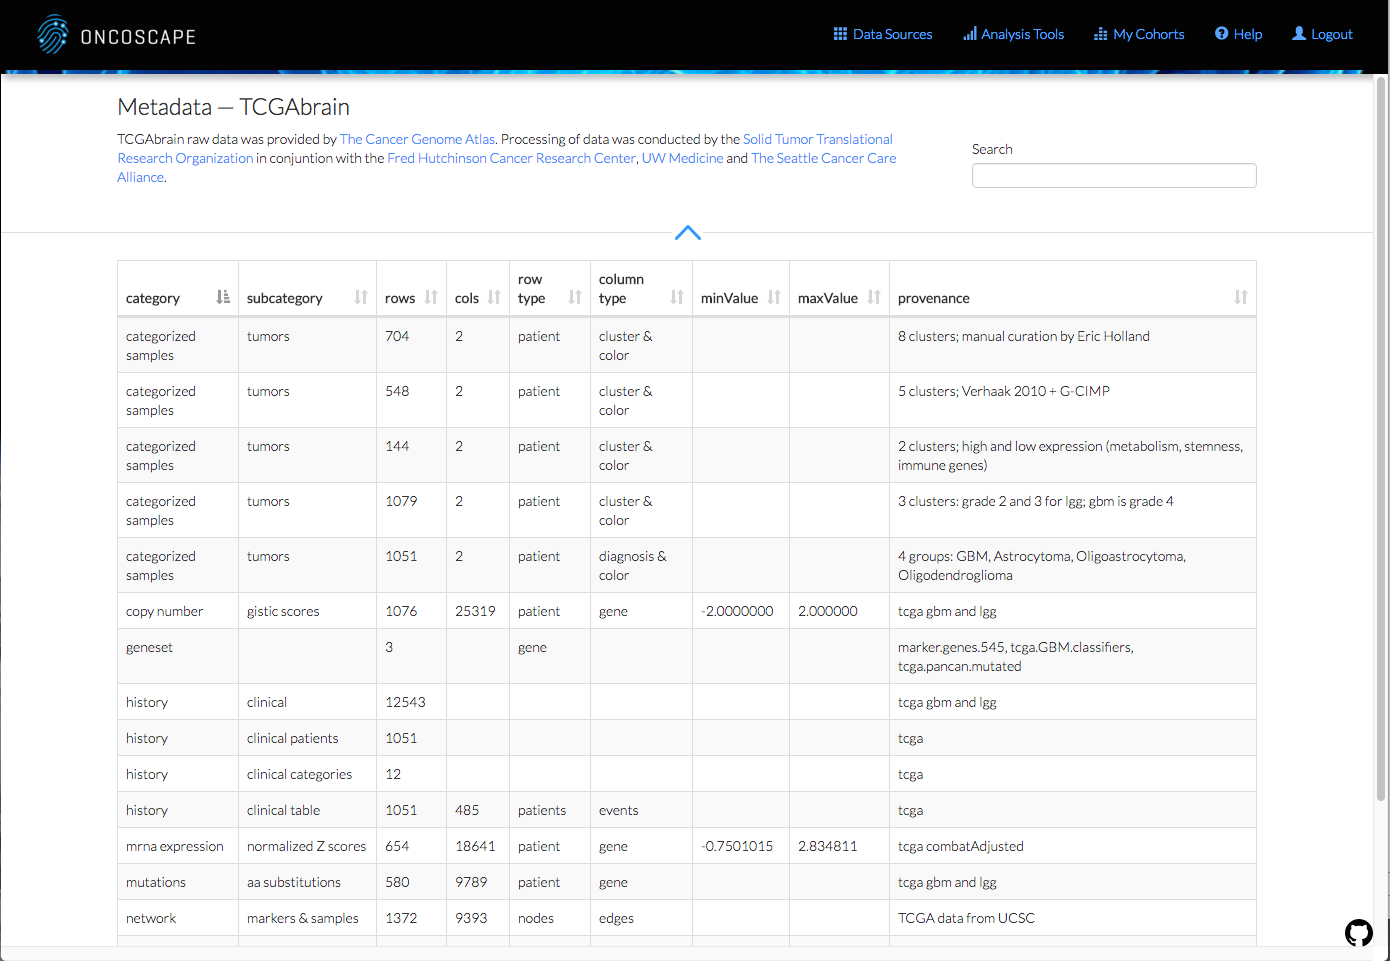 ONCOSCAPE
Data Sources Analysis Tools My Cohorts Help Logout
Metadata — TCGAbrain
TCGAbrain raw data was provided by The Cancer Genome Atlas. Processing of data was conducted by the Solid Tumor Translational
Research Organization in conjuntion with the Fred Hutchinson Cancer Research Center, UW Medicine and The Seattle Cancer Care
Alliance.
Search
category subcategory rows cols row type column type minValue maxValue provenance
categorized samples tumors 704 2 patient cluster & color 8 clusters; manual curation by Eric Holland
categorized samples tumors 548 2 patient cluster & color 5 clusters; Verhaak 2010 + G-CIMP
categorized samples tumors 144 2 patient cluster & color 2 clusters; high and low expression (metabolism, stemness, immune genes)
categorized samples tumors 1079 2 patient cluster & color 3 clusters: grade 2 and 3 for lgg; gbm is grade 4
categorized samples tumors 1051 2 patient diagnosis & color 4 groups: GBM, Astrocytoma, Oligoastrocytoma, Oligodendroglioma
copy number gistic scores 1076 25319 patient gene -2.0000000 2.000000 tcga gbm and lgg
geneset 3 gene marker.genes.545, tcga.GBM.classifiers, tcga.pancan.mutated
history clinical 12543 tcga gbm and lgg
history clinical patients 1051 tcga
history clinical categories 12 tcga
history clinical table 1051 485 patients events tcga
mrna expression normalized Z scores 654 18641 patient gene -0.7501015 2.834811 tcga combatAdjusted
mutations aa substitutions 580 9789 patient gene tcga gbm and lgg
network markers & samples 1372 9393 nodes edges TCGA data from UCSC